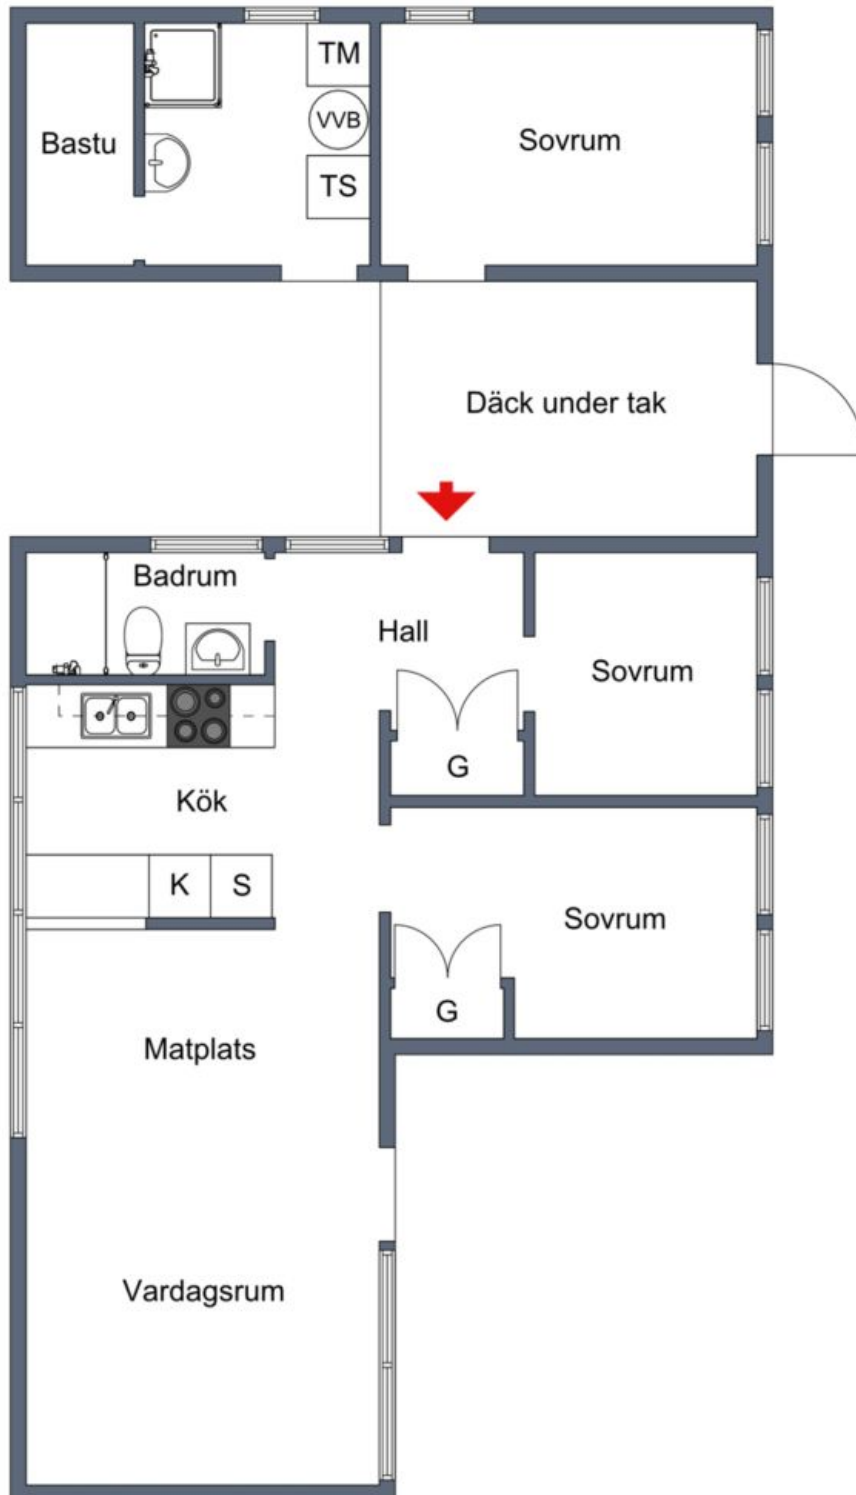 TM
Bastu
VVB
Sovrum
TS
Däck under tak
Badrum
Hall
Sovrum
G
Kök
K
S
Sovrum
G
Matplats
Vardagsrum